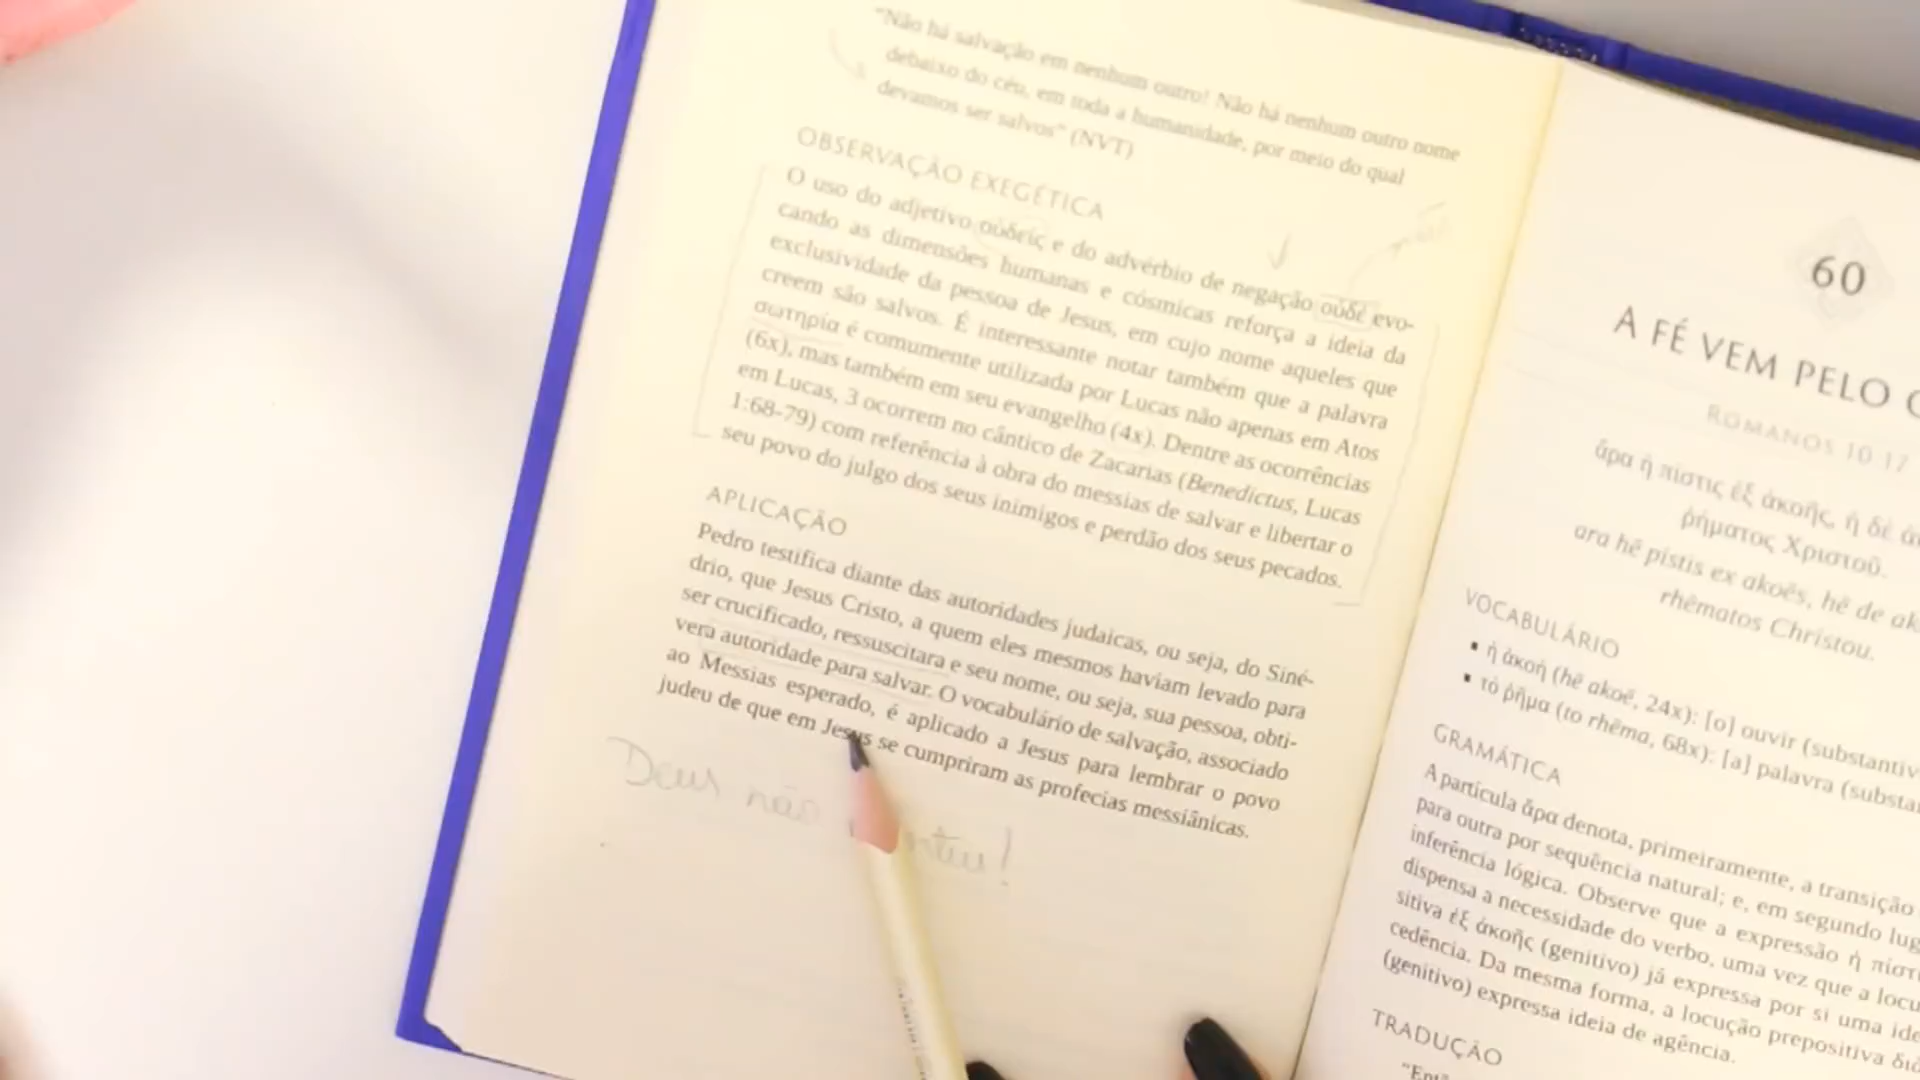 "Não há salvação em nenhum outro! Não há nenhum outro nome
debaixo do céu, em toda a humanidade, por meio do qual
devamos ser salvos" (NVT)
OBSERVAÇÃO EXEGÉTICA
O uso do adjetivo οὐδείς e do advérbio de negação οὐδέ evo-
cando as dimensões humanas e cósmicas reforça a ideia da
exclusividade da pessoa de Jesus, em cujo nome aqueles que
creem são salvos. É interessante notar também que a palavra
σωτηρία é comumente utilizada por Lucas não apenas em Atos
(6x), mas também em seu evangelho (4x). Dentre as ocorrências
em Lucas, 3 ocorrem no cântico de Zacarias (Benedictus, Lucas
1:68-79) com referência à obra do messias de salvar e libertar o
seu povo do julgo dos seus inimigos e perdão dos seus pecados.
APLICAÇÃO
Pedro testifica diante das autoridades judaicas, ou seja, do Siné-
drio, que Jesus Cristo, a quem eles mesmos haviam levado para
ser crucificado, ressuscitara e seu nome, ou seja, sua pessoa, obti-
vera autoridade para salvar. O vocabulário de salvação, associado
ao Messias esperado, é aplicado a Jesus para lembrar o povo
judeu de que em Jesus se cumpriram as profecias messiânicas.
Deus não
60
A FÉ VEM PELO
ROMANOS 10 17
ἄρα ἡ πίστις ἐξ ἀκοῆς, ἡ δὲ
ῥήματος Χριστοῦ.
ara hē pistis ex akoēs, hē de
rhēmatos Christou.
VOCABULÁRIO
▪ ἡ ἀκοή (hē akoē, 24x): [o] ouvir (substantiv
▪ τὸ ῥῆμα (to rhēma, 68x): [a] palavra (substa
GRAMÁTICA
A partícula ἄρα denota, primeiramente, a transição
para outra por sequência natural; e, em segundo lug
inferência lógica. Observe que a expressão ἡ πίστ
dispensa a necessidade do verbo, uma vez que a locu
sitiva ἐξ ἀκοῆς (genitivo) já expressa por si uma ide
cedência. Da mesma forma, a locução prepositiva διὰ
(genitivo) expressa ideia de agência.
TRADUÇÃO